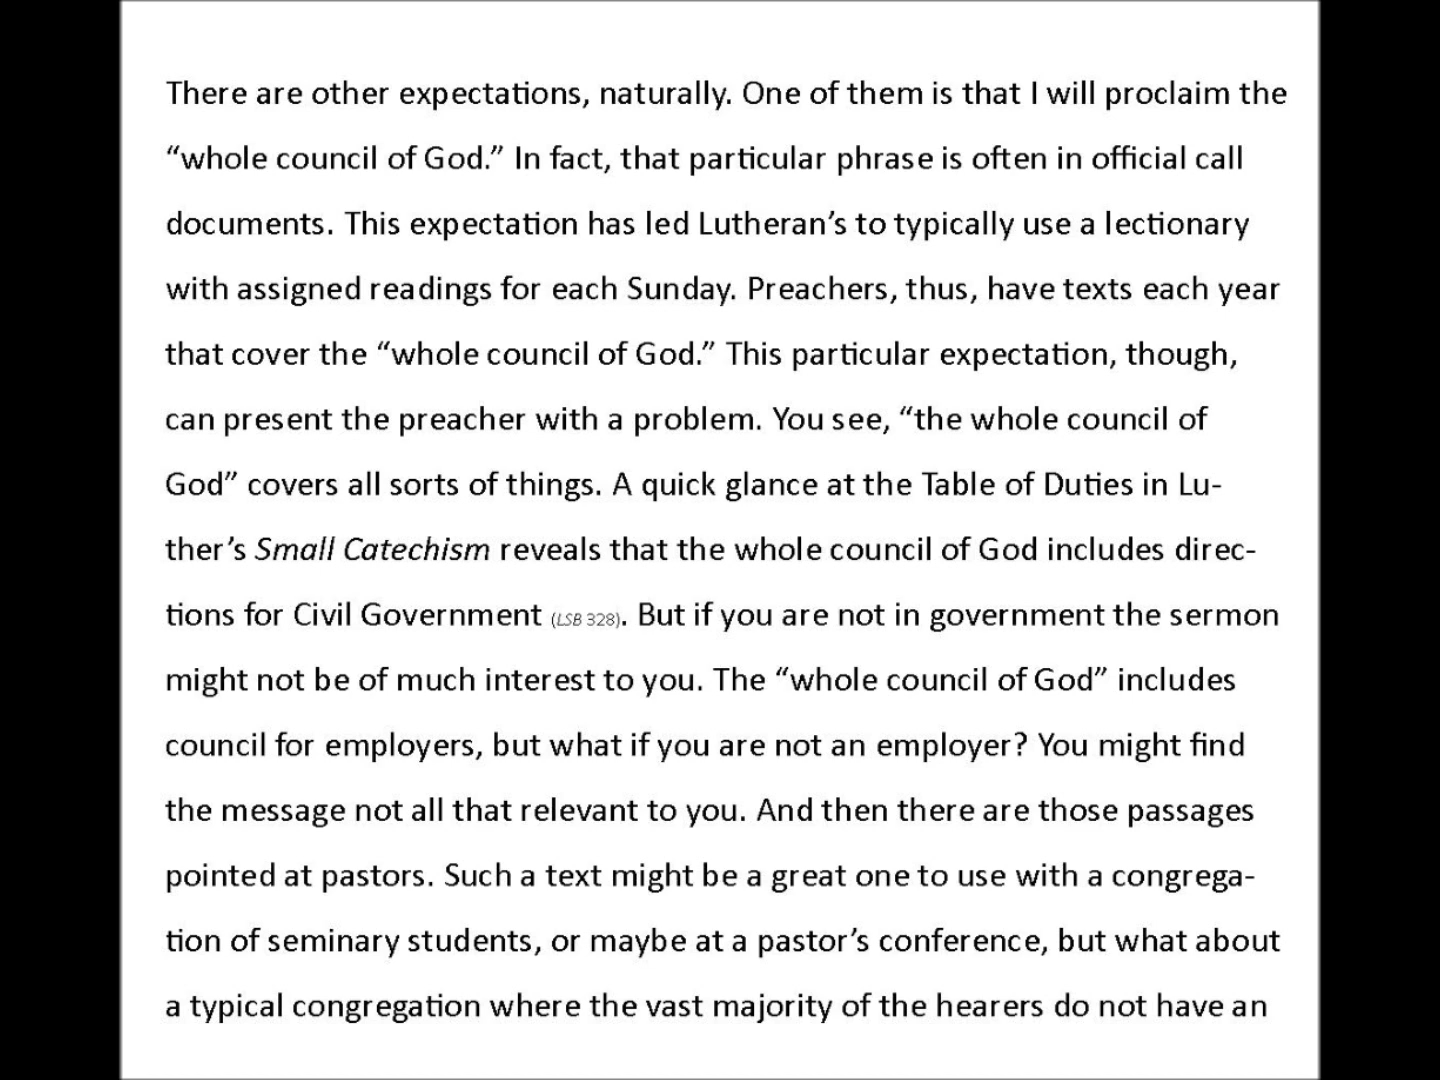 There are other expectations, naturally. One of them is that I will proclaim the
“whole council of God.” In fact, that particular phrase is often in official call
documents. This expectation has led Lutheran’s to typically use a lectionary
with assigned readings for each Sunday. Preachers, thus, have texts each year
that cover the “whole council of God.” This particular expectation, though,
can present the preacher with a problem. You see, “the whole council of
God” covers all sorts of things. A quick glance at the Table of Duties in Lu-
ther’s Small Catechism reveals that the whole council of God includes direc-
tions for Civil Government (LSB 328). But if you are not in government the sermon
might not be of much interest to you. The “whole council of God” includes
council for employers, but what if you are not an employer? You might find
the message not all that relevant to you. And then there are those passages
pointed at pastors. Such a text might be a great one to use with a congrega-
tion of seminary students, or maybe at a pastor’s conference, but what about
a typical congregation where the vast majority of the hearers do not have an